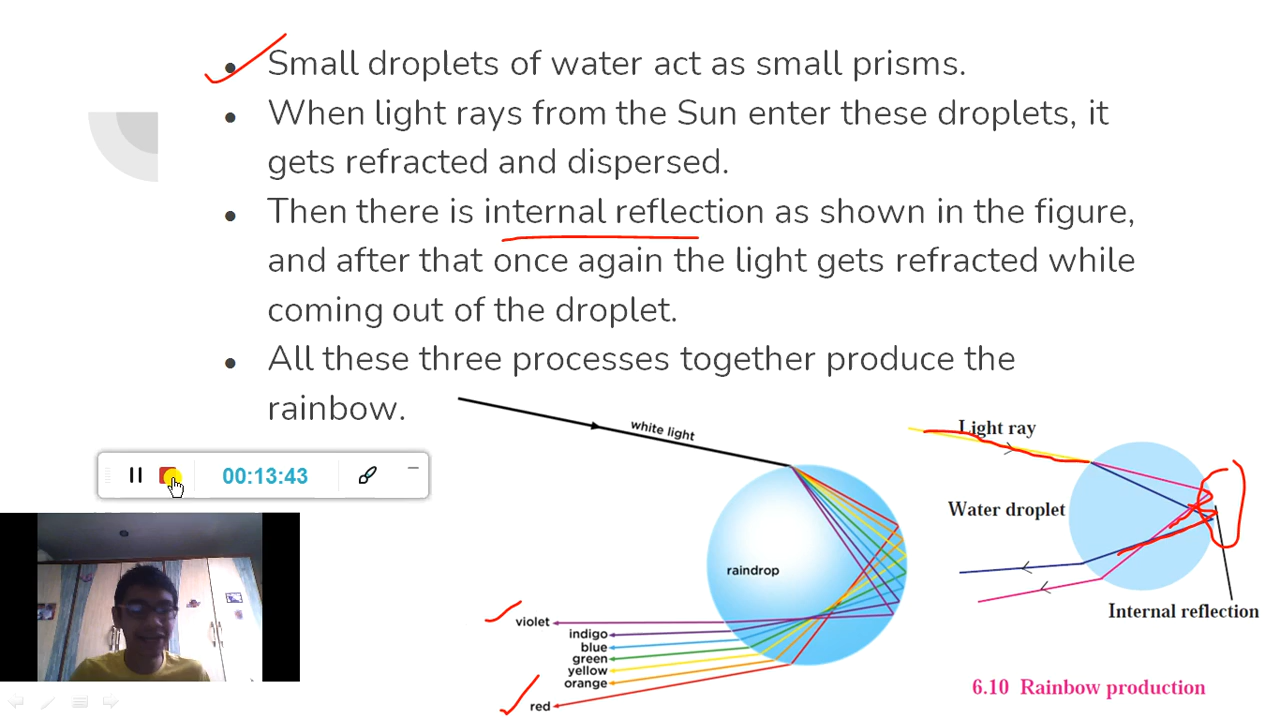 Small droplets of water act as small prisms.
When light rays from the Sun enter these droplets, it
gets refracted and dispersed.
Then there is internal reflection as shown in the figure,
and after that once again the light gets refracted while
coming out of the droplet.
All these three processes together produce the
rainbow.
00:13:43
white light
raindrop
violet
indigo
blue
green
yellow
orange
red
Light ray
Water droplet
Internal reflection
6.10 Rainbow production